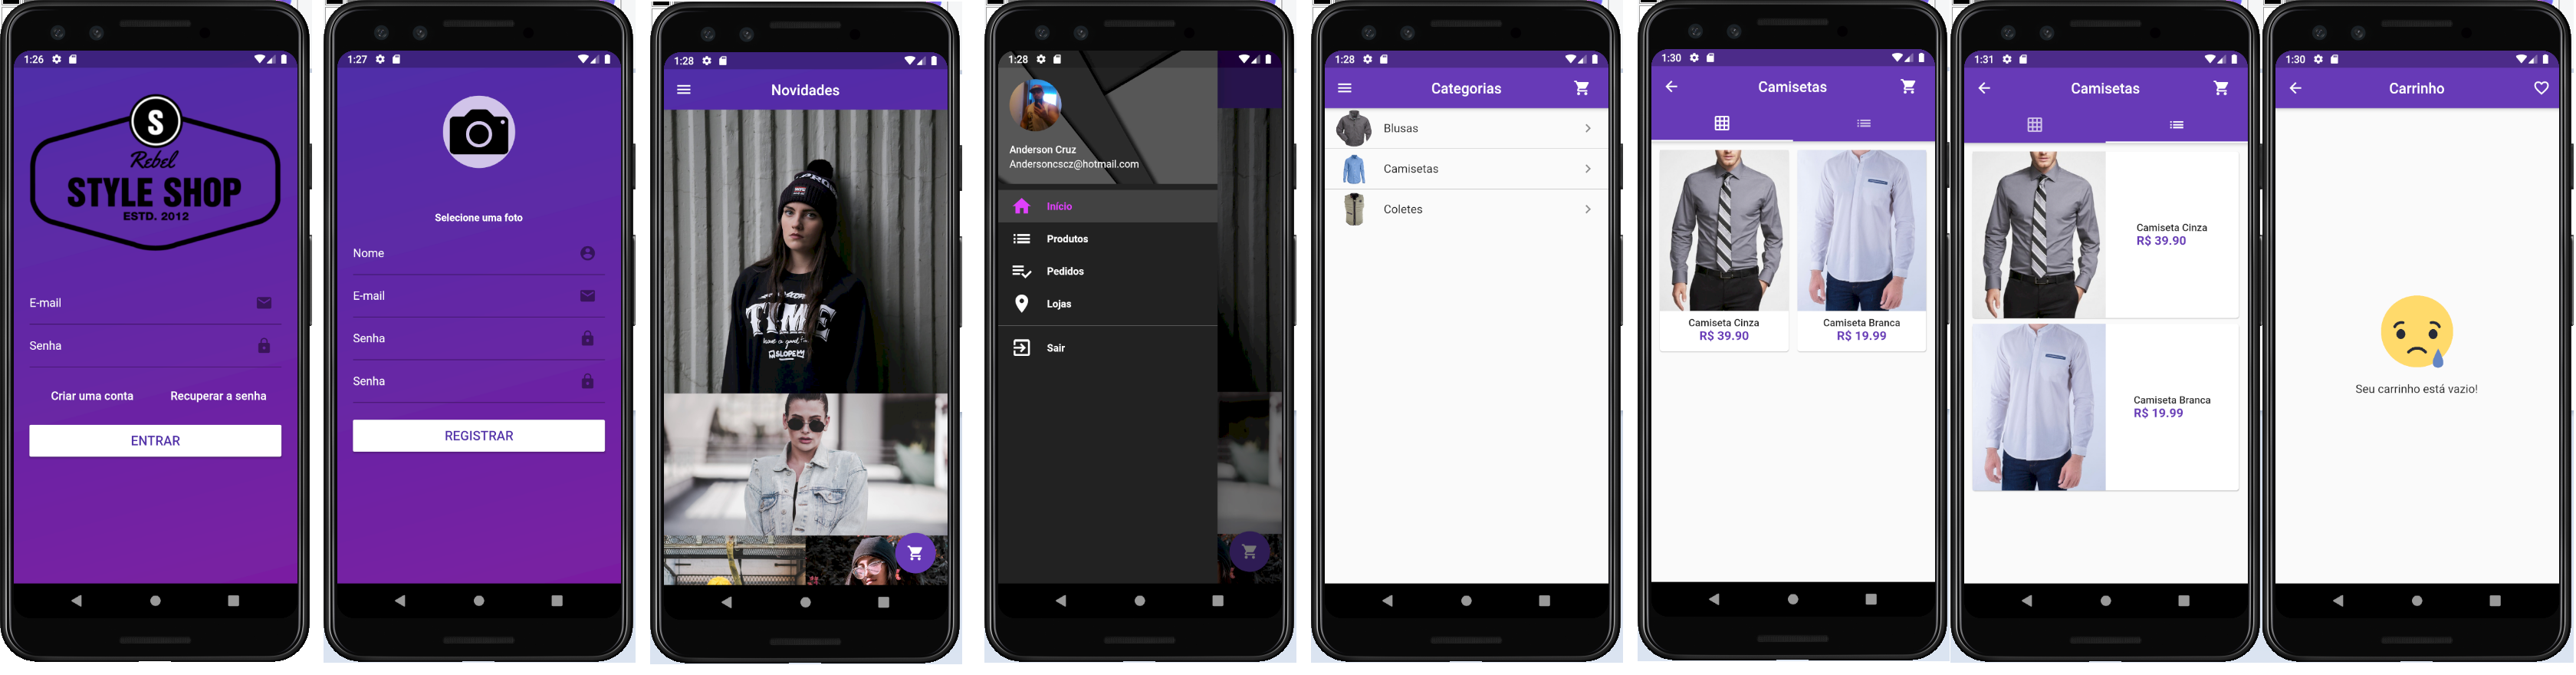 1:26
S
Rebel
STYLE SHOP
ESTD. 2012
E-mail
Senha
Criar uma conta
Recuperar a senha
ENTRAR
1:27
Selecione uma foto
Nome
E-mail
Senha
Senha
REGISTRAR
1:28
Novidades
TIME
SLOPE
1:28
Anderson Cruz
Andersoncscz@hotmail.com
Início
Produtos
Pedidos
Lojas
Sair
1:28
Categorias
Blusas
Camisetas
Coletes
1:30
Camisetas
Camiseta Cinza
R$ 39.90
Camiseta Branca
R$ 19.99
1:31
Camisetas
Camiseta Cinza
R$ 39.90
Camiseta Branca
R$ 19.99
1:30
Carrinho
Seu carrinho está vazio!